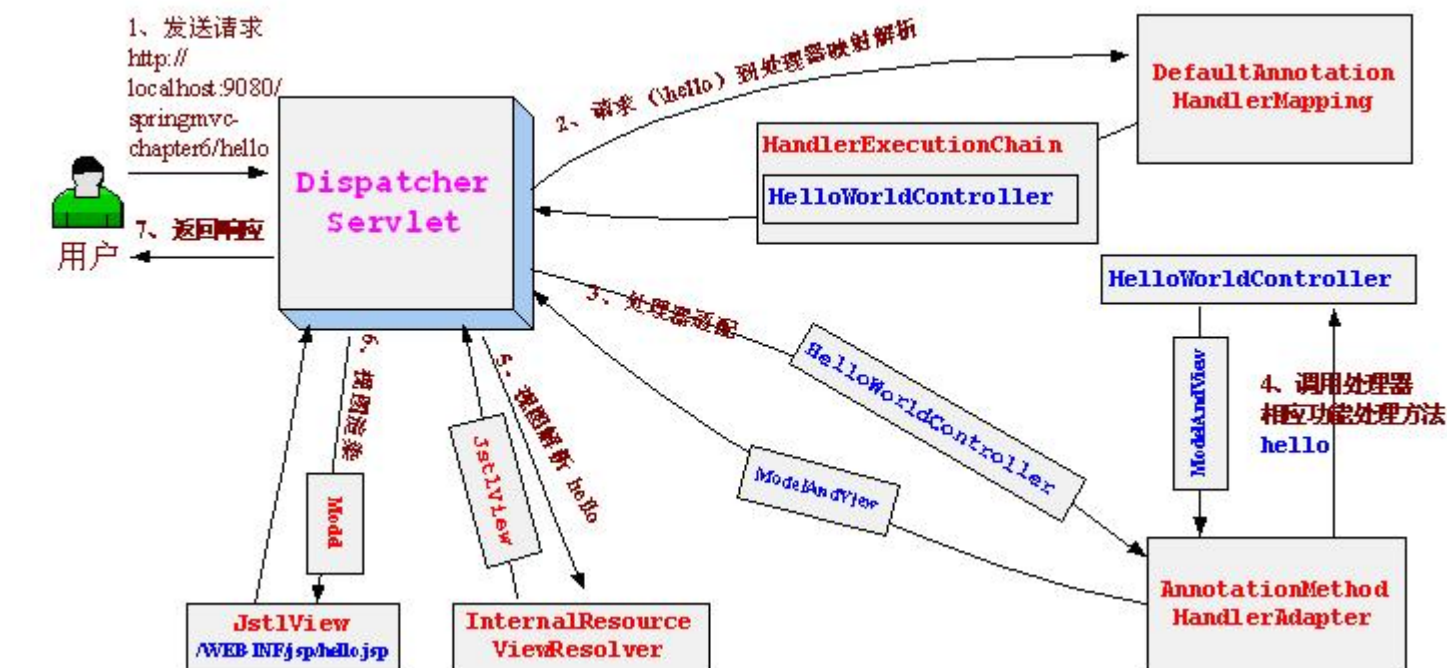 1、发送请求
http://
localhost:9080/
springmvc-
chapter6/hello
用户
7、返回响应
Dispatcher
Servlet
2、请求（\hello）到处理器映射解析
DefaultAnnotation
HandlerMapping
HandlerExecutionChain
HelloWorldController
3、处理器适配
HelloWorldController
ModelAndView
HelloWorldController
ModelAndView
4、调用处理器
相应功能处理方法
hello
AnnotationMethod
HandlerAdapter
5、视图解析 hello
JstlView
InternalResource
ViewResolver
6、视图渲染
Model
JstlView
/WEB-INF/jsp/hello.jsp